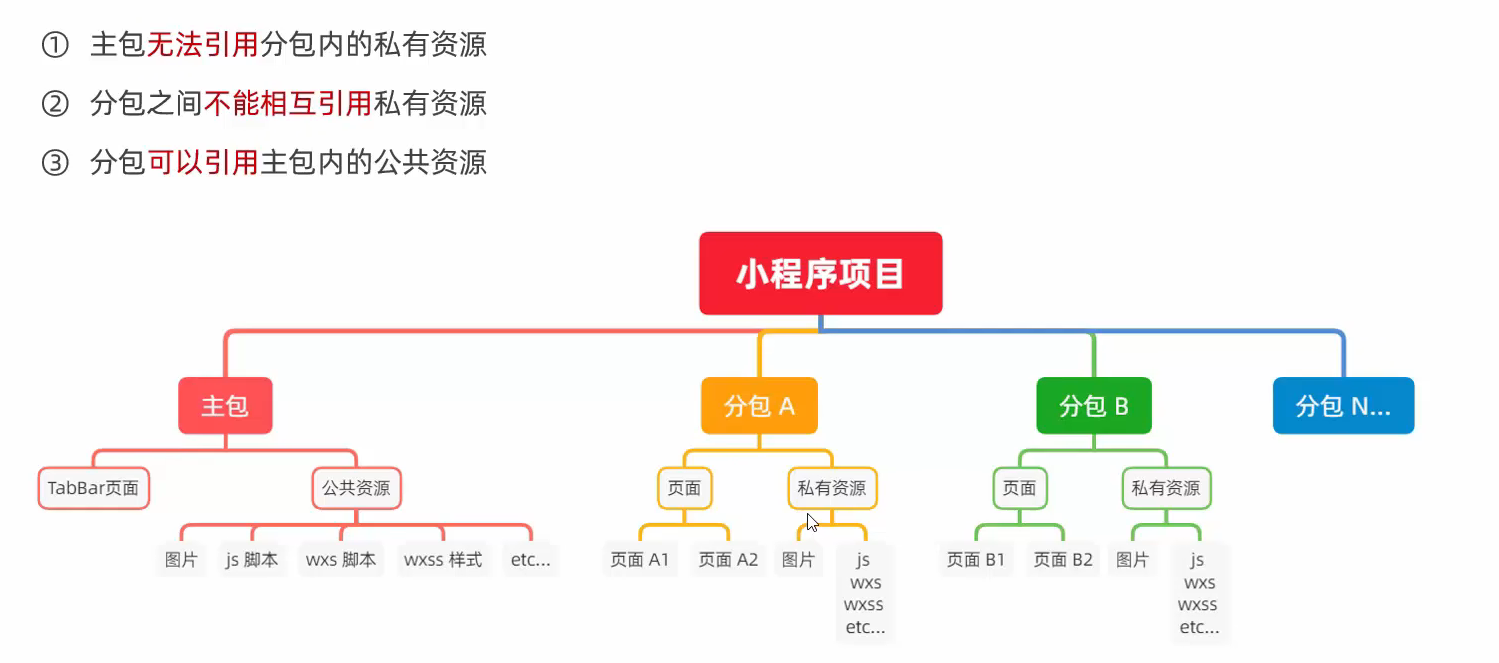 ① 主包无法引用分包内的私有资源
② 分包之间不能相互引用私有资源
③ 分包可以引用主包内的公共资源
小程序项目
主包
分包 A
分包 B
分包 N...
TabBar页面
公共资源
页面
私有资源
页面
私有资源
图片
js 脚本
wxs 脚本
wxss 样式
etc...
页面 A1
页面 A2
图片
js
wxs
wxss
etc...
页面 B1
页面 B2
图片
js
wxs
wxss
etc...